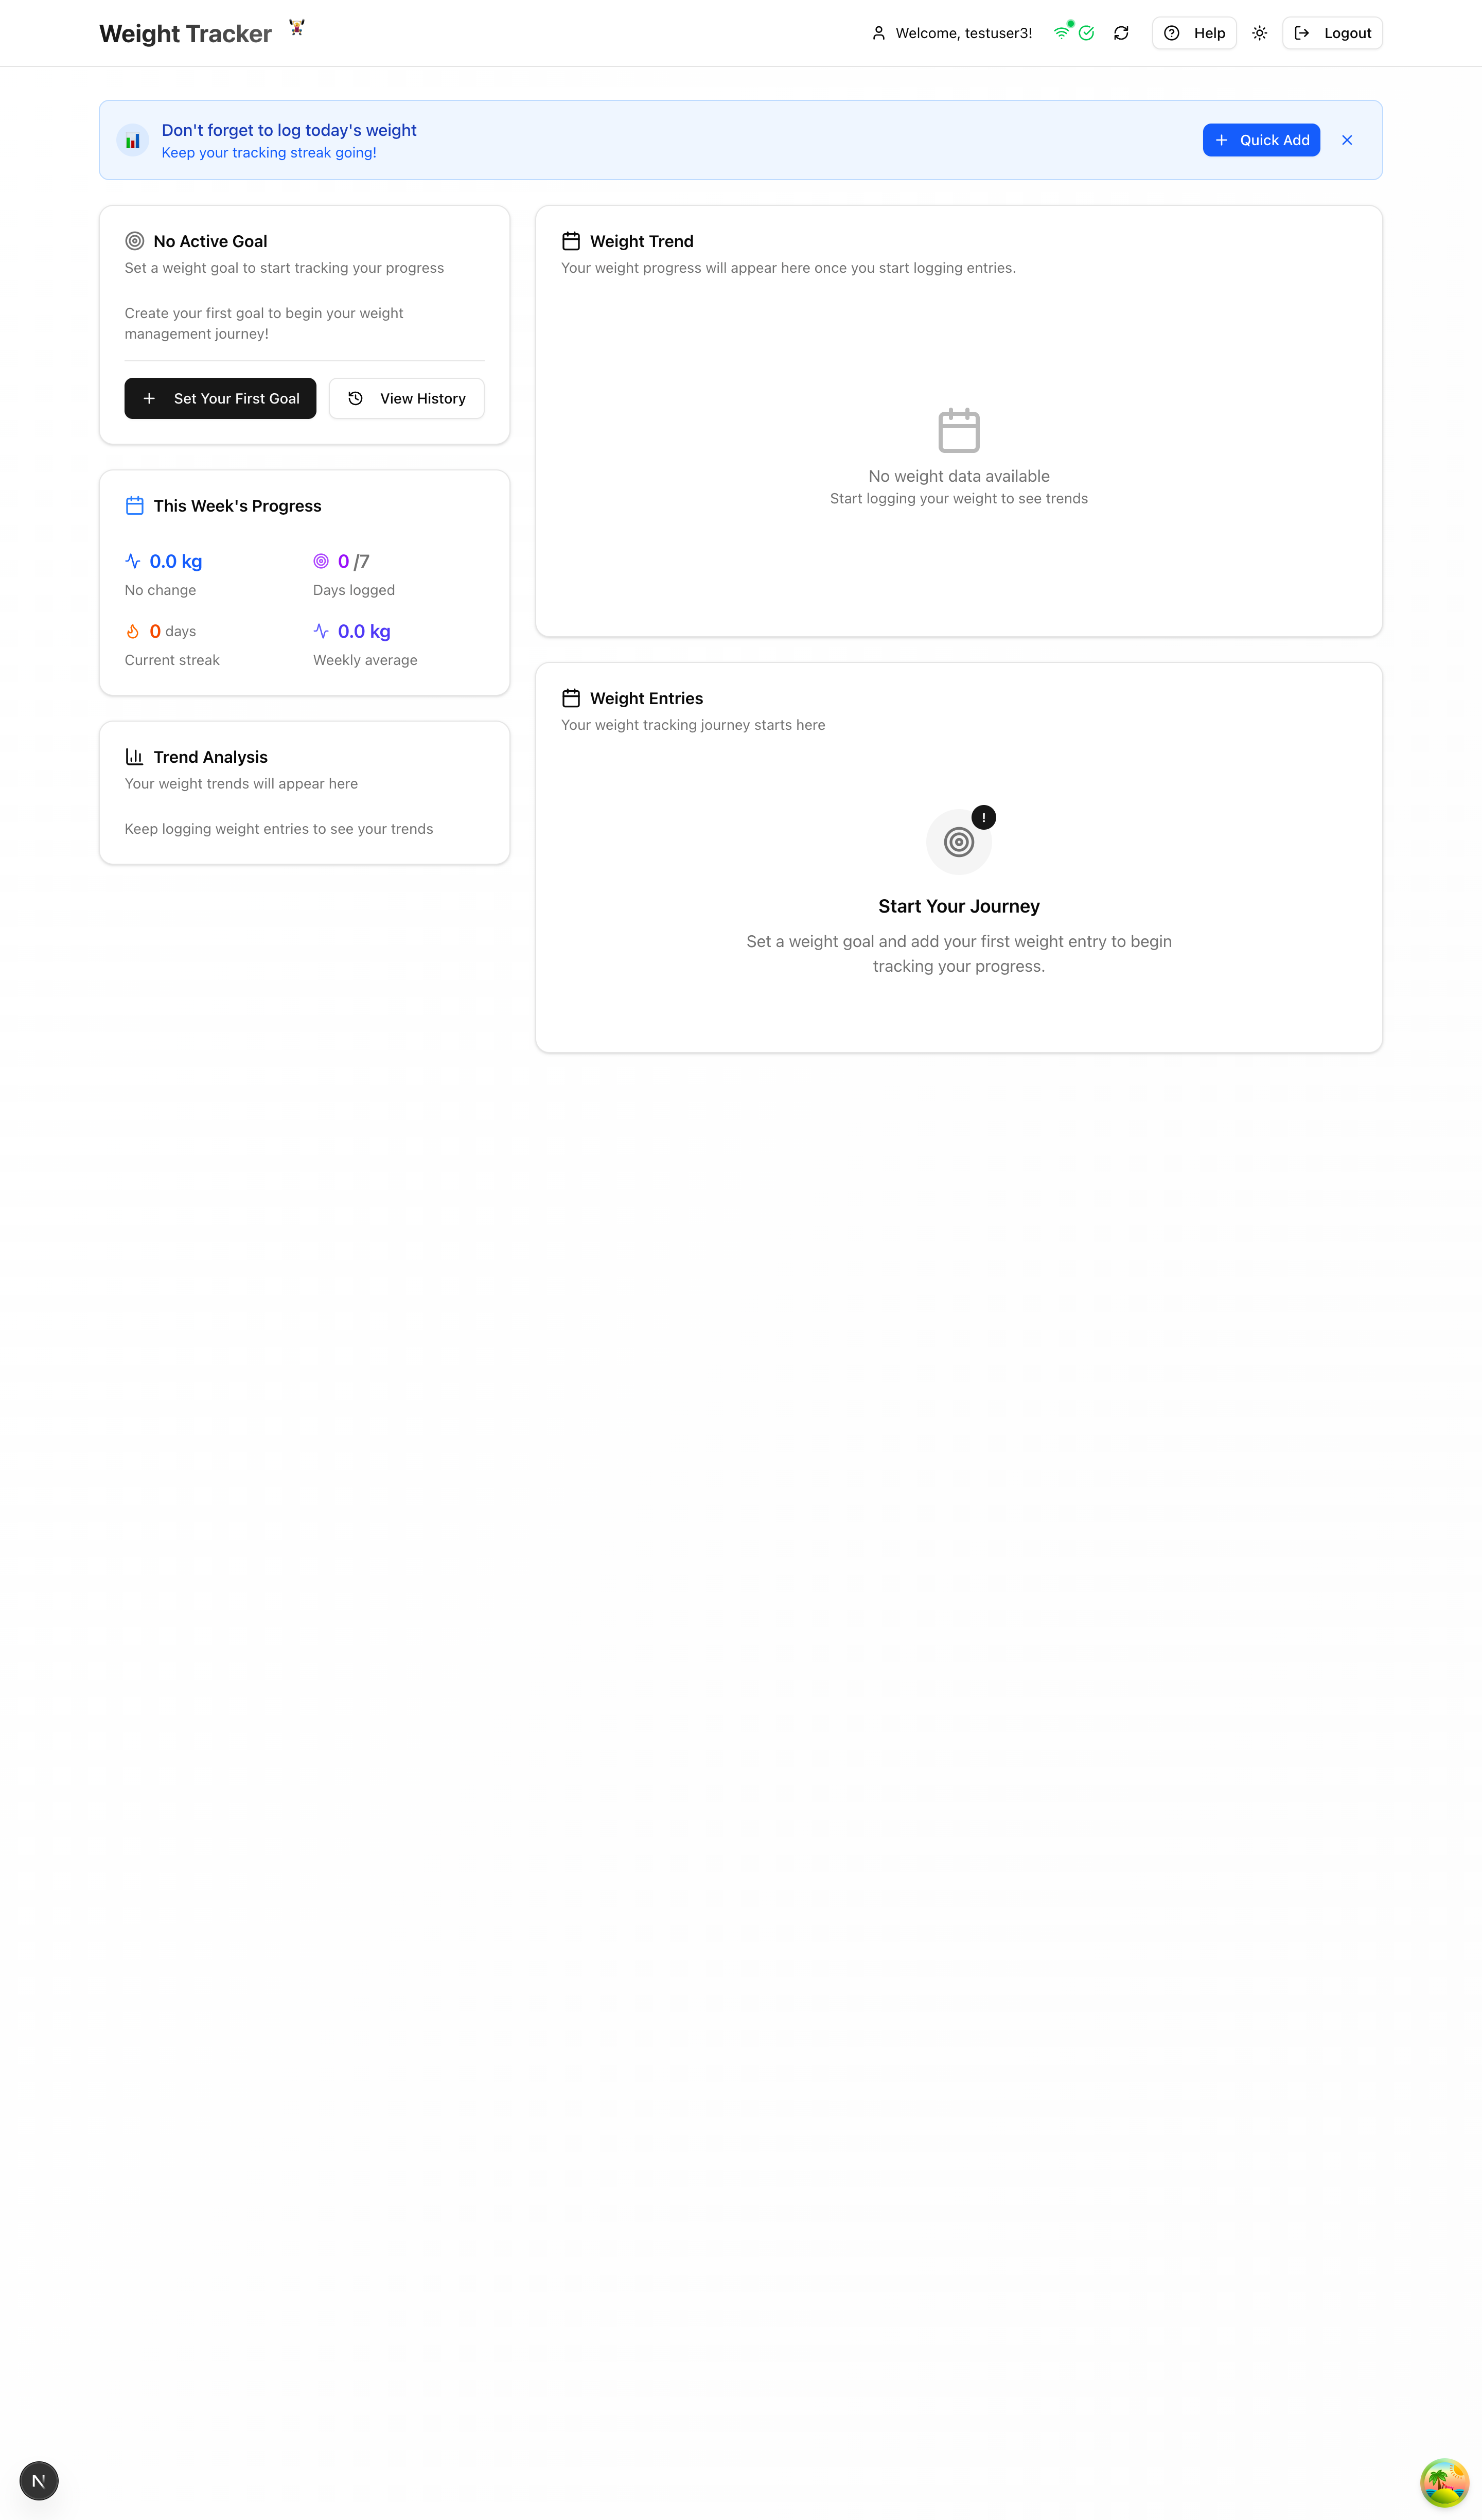 Weight Tracker
Welcome, testuser3!
Help
Logout
Don't forget to log today's weight
Keep your tracking streak going!
Quick Add
No Active Goal
Set a weight goal to start tracking your progress
Create your first goal to begin your weight
management journey!
Set Your First Goal
View History
This Week's Progress
0.0 kg
No change
0 /7
Days logged
0 days
Current streak
0.0 kg
Weekly average
Trend Analysis
Your weight trends will appear here
Keep logging weight entries to see your trends
Weight Trend
Your weight progress will appear here once you start logging entries.
No weight data available
Start logging your weight to see trends
Weight Entries
Your weight tracking journey starts here
!
Start Your Journey
Set a weight goal and add your first weight entry to begin
tracking your progress.
N